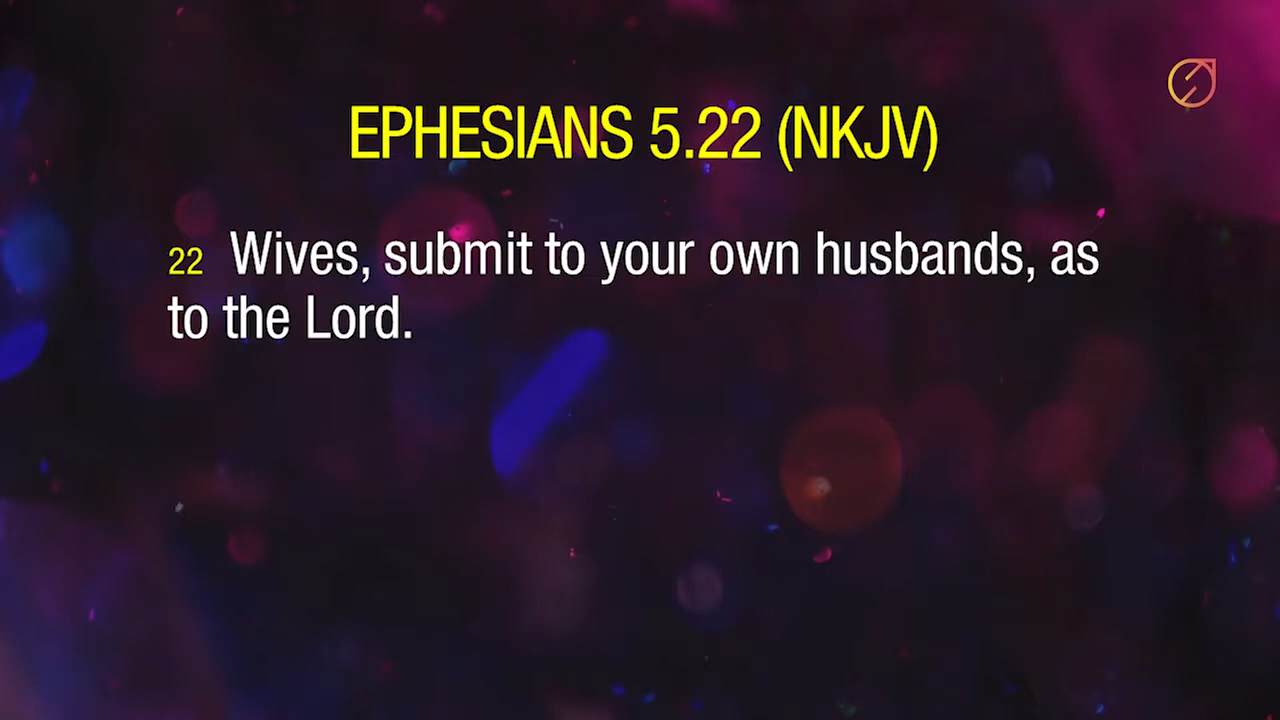 EPHESIANS 5.22 (NKJV)
22 Wives, submit to your own husbands, as
to the Lord.